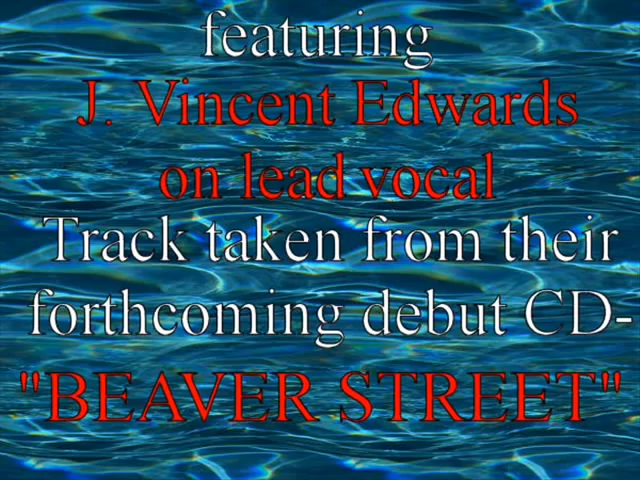 featuring
J. Vincent Edwards
on lead vocal
Track taken from their
forthcoming debut CD-
"BEAVER STREET"